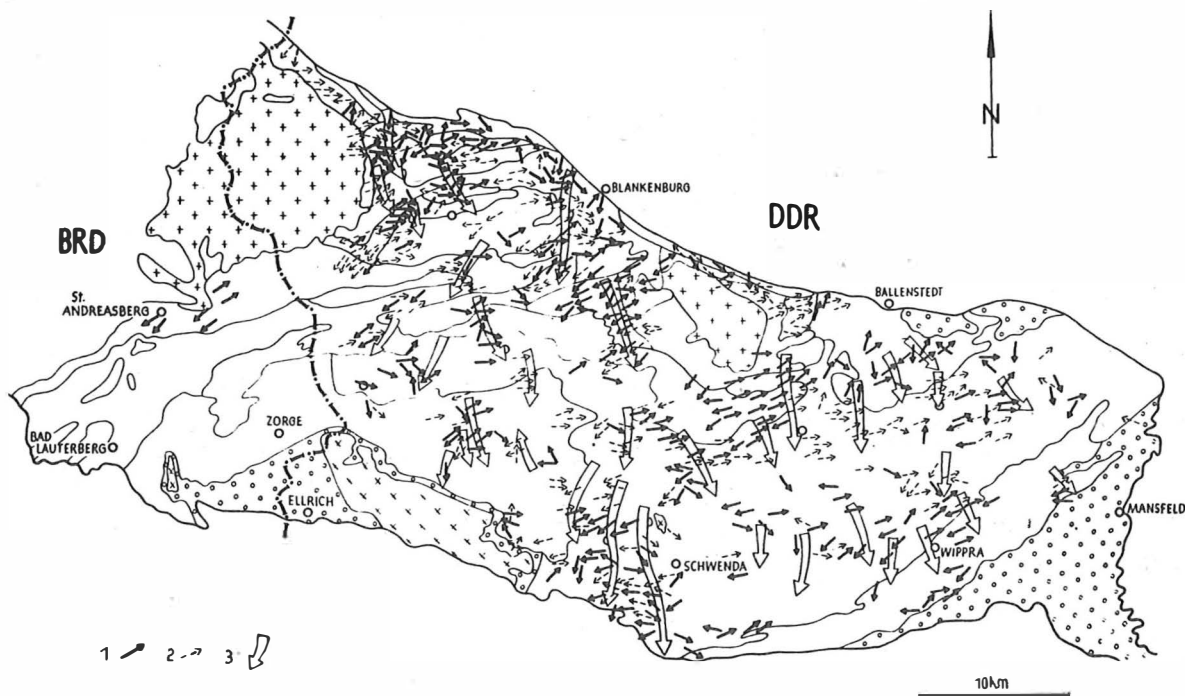 N
BLANKENBURG
BRD
DDR
St.
ANDREASBERG
BALLENSTEDT
BAD
LAUTERBERG
ZORGE
ELLRICH
MANSFELD
WIPPRA
SCHWENDA
1 2 3
10km